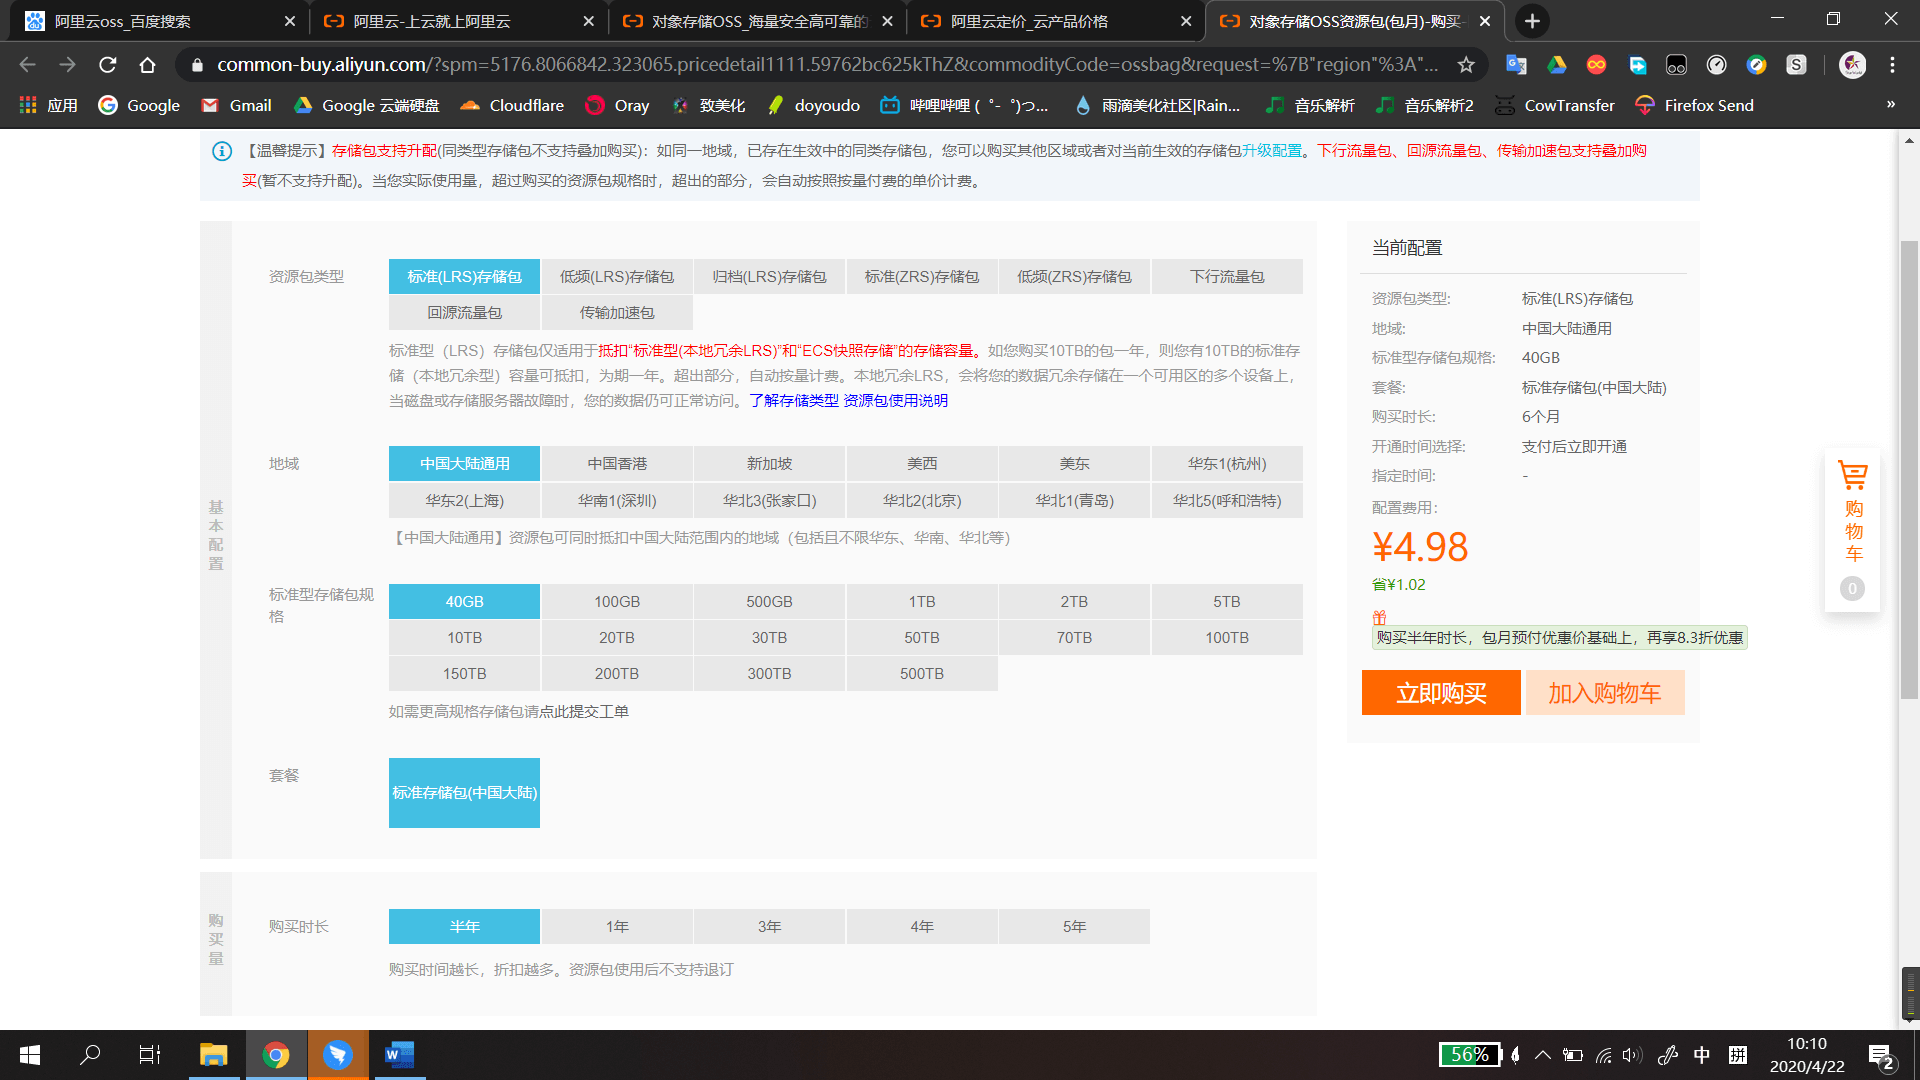 阿里云oss_百度搜索
阿里云-上云就上阿里云
对象存储OSS_海量安全高可靠的
阿里云定价_云产品价格
对象存储OSS资源包(包月)-购买-
common-buy.aliyun.com/?spm=5176.8066842.323065.pricedetail1111.59762bc625kThZ&commodityCode=ossbag&request=%7B"region"%3A"...
应用 Google Gmail Google 云端硬盘 Cloudflare Oray 致美化 doyoudo 哔哩哔哩 ( ゜- ゜)つ... 雨滴美化社区|Rain... 音乐解析 音乐解析2 CowTransfer Firefox Send »
【温馨提示】存储包支持升配(同类型存储包不支持叠加购买)：如同一地域，已存在生效中的同类存储包，您可以购买其他区域或者对当前生效的存储包升级配置。下行流量包、回源流量包、传输加速包支持叠加购
买(暂不支持升配)。当您实际使用量，超过购买的资源包规格时，超出的部分，会自动按照按量付费的单价计费。
基本配置
资源包类型
标准(LRS)存储包 低频(LRS)存储包 归档(LRS)存储包 标准(ZRS)存储包 低频(ZRS)存储包 下行流量包
回源流量包 传输加速包
标准型（LRS）存储包仅适用于抵扣“标准型(本地冗余LRS)”和“ECS快照存储”的存储容量。如您购买10TB的包一年，则您有10TB的标准存
储（本地冗余型）容量可抵扣，为期一年。超出部分，自动按量计费。本地冗余LRS，会将您的数据冗余存储在一个可用区的多个设备上，
当磁盘或存储服务器故障时，您的数据仍可正常访问。了解存储类型 资源包使用说明
地域
中国大陆通用 中国香港 新加坡 美西 美东 华东1(杭州)
华东2(上海) 华南1(深圳) 华北3(张家口) 华北2(北京) 华北1(青岛) 华北5(呼和浩特)
【中国大陆通用】资源包可同时抵扣中国大陆范围内的地域（包括且不限华东、华南、华北等）
标准型存储包规
格
40GB 100GB 500GB 1TB 2TB 5TB
10TB 20TB 30TB 50TB 70TB 100TB
150TB 200TB 300TB 500TB
如需更高规格存储包请点此提交工单
套餐
标准存储包(中国大陆)
购买量
购买时长
半年 1年 3年 4年 5年
购买时间越长，折扣越多。资源包使用后不支持退订
当前配置
资源包类型: 标准(LRS)存储包
地域: 中国大陆通用
标准型存储包规格: 40GB
套餐: 标准存储包(中国大陆)
购买时长: 6个月
开通时间选择: 支付后立即开通
指定时间: -
配置费用:
¥4.98
省¥1.02
购买半年时长，包月预付优惠价基础上，再享8.3折优惠
立即购买 加入购物车
购物车
0
56%
中
拼
10:10
2020/4/22
2